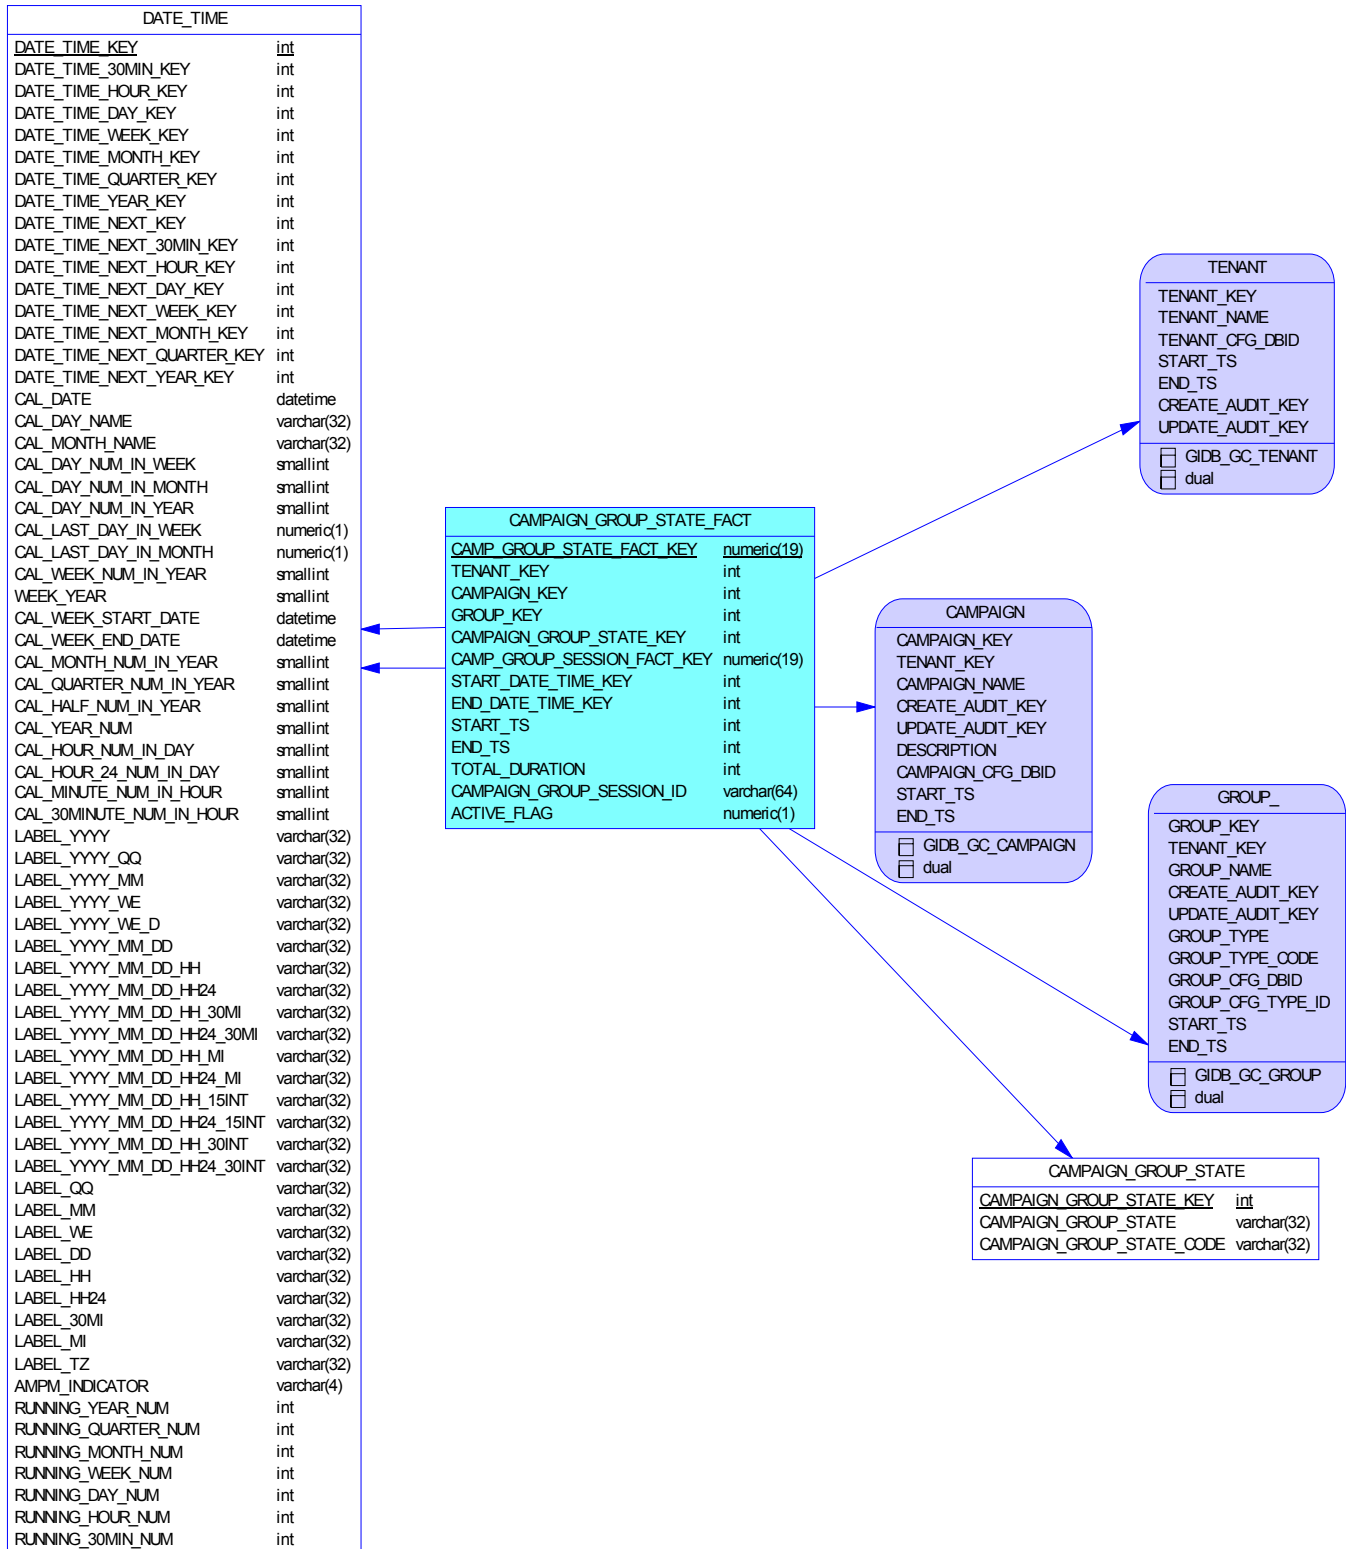 DATE_TIME
DATE_TIME_KEY int
DATE_TIME_30MIN_KEY int
DATE_TIME_HOUR_KEY int
DATE_TIME_DAY_KEY int
DATE_TIME_WEEK_KEY int
DATE_TIME_MONTH_KEY int
DATE_TIME_QUARTER_KEY int
DATE_TIME_YEAR_KEY int
DATE_TIME_NEXT_KEY int
DATE_TIME_NEXT_30MIN_KEY int
DATE_TIME_NEXT_HOUR_KEY int
DATE_TIME_NEXT_DAY_KEY int
DATE_TIME_NEXT_WEEK_KEY int
DATE_TIME_NEXT_MONTH_KEY int
DATE_TIME_NEXT_QUARTER_KEY int
DATE_TIME_NEXT_YEAR_KEY int
CAL_DATE datetime
CAL_DAY_NAME varchar(32)
CAL_MONTH_NAME varchar(32)
CAL_DAY_NUM_IN_WEEK smallint
CAL_DAY_NUM_IN_MONTH smallint
CAL_DAY_NUM_IN_YEAR smallint
CAL_LAST_DAY_IN_WEEK numeric(1)
CAL_LAST_DAY_IN_MONTH numeric(1)
CAL_WEEK_NUM_IN_YEAR smallint
WEEK_YEAR smallint
CAL_WEEK_START_DATE datetime
CAL_WEEK_END_DATE datetime
CAL_MONTH_NUM_IN_YEAR smallint
CAL_QUARTER_NUM_IN_YEAR smallint
CAL_HALF_NUM_IN_YEAR smallint
CAL_YEAR_NUM smallint
CAL_HOUR_NUM_IN_DAY smallint
CAL_HOUR_24_NUM_IN_DAY smallint
CAL_MINUTE_NUM_IN_HOUR smallint
CAL_30MINUTE_NUM_IN_HOUR smallint
LABEL_YYYY varchar(32)
LABEL_YYYY_QQ varchar(32)
LABEL_YYYY_MM varchar(32)
LABEL_YYYY_WE varchar(32)
LABEL_YYYY_WE_D varchar(32)
LABEL_YYYY_MM_DD varchar(32)
LABEL_YYYY_MM_DD_HH varchar(32)
LABEL_YYYY_MM_DD_HH24 varchar(32)
LABEL_YYYY_MM_DD_HH_30MI varchar(32)
LABEL_YYYY_MM_DD_HH24_30MI varchar(32)
LABEL_YYYY_MM_DD_HH_MI varchar(32)
LABEL_YYYY_MM_DD_HH24_MI varchar(32)
LABEL_YYYY_MM_DD_HH_15INT varchar(32)
LABEL_YYYY_MM_DD_HH24_15INT varchar(32)
LABEL_YYYY_MM_DD_HH_30INT varchar(32)
LABEL_YYYY_MM_DD_HH24_30INT varchar(32)
LABEL_QQ varchar(32)
LABEL_MM varchar(32)
LABEL_WE varchar(32)
LABEL_DD varchar(32)
LABEL_HH varchar(32)
LABEL_HH24 varchar(32)
LABEL_30MI varchar(32)
LABEL_MI varchar(32)
LABEL_TZ varchar(32)
AMPM_INDICATOR varchar(4)
RUNNING_YEAR_NUM int
RUNNING_QUARTER_NUM int
RUNNING_MONTH_NUM int
RUNNING_WEEK_NUM int
RUNNING_DAY_NUM int
RUNNING_HOUR_NUM int
RUNNING_30MIN_NUM int
CAMPAIGN_GROUP_STATE_FACT
CAMP_GROUP_STATE_FACT_KEY numeric(19)
TENANT_KEY int
CAMPAIGN_KEY int
GROUP_KEY int
CAMPAIGN_GROUP_STATE_KEY int
CAMP_GROUP_SESSION_FACT_KEY numeric(19)
START_DATE_TIME_KEY int
END_DATE_TIME_KEY int
START_TS int
END_TS int
TOTAL_DURATION int
CAMPAIGN_GROUP_SESSION_ID varchar(64)
ACTIVE_FLAG numeric(1)
TENANT
TENANT_KEY
TENANT_NAME
TENANT_CFG_DBID
START_TS
END_TS
CREATE_AUDIT_KEY
UPDATE_AUDIT_KEY
GIDB_GC_TENANT
dual
CAMPAIGN
CAMPAIGN_KEY
TENANT_KEY
CAMPAIGN_NAME
CREATE_AUDIT_KEY
UPDATE_AUDIT_KEY
DESCRIPTION
CAMPAIGN_CFG_DBID
START_TS
END_TS
GIDB_GC_CAMPAIGN
dual
GROUP_
GROUP_KEY
TENANT_KEY
GROUP_NAME
CREATE_AUDIT_KEY
UPDATE_AUDIT_KEY
GROUP_TYPE
GROUP_TYPE_CODE
GROUP_CFG_DBID
GROUP_CFG_TYPE_ID
START_TS
END_TS
GIDB_GC_GROUP
dual
CAMPAIGN_GROUP_STATE
CAMPAIGN_GROUP_STATE_KEY int
CAMPAIGN_GROUP_STATE varchar(32)
CAMPAIGN_GROUP_STATE_CODE varchar(32)